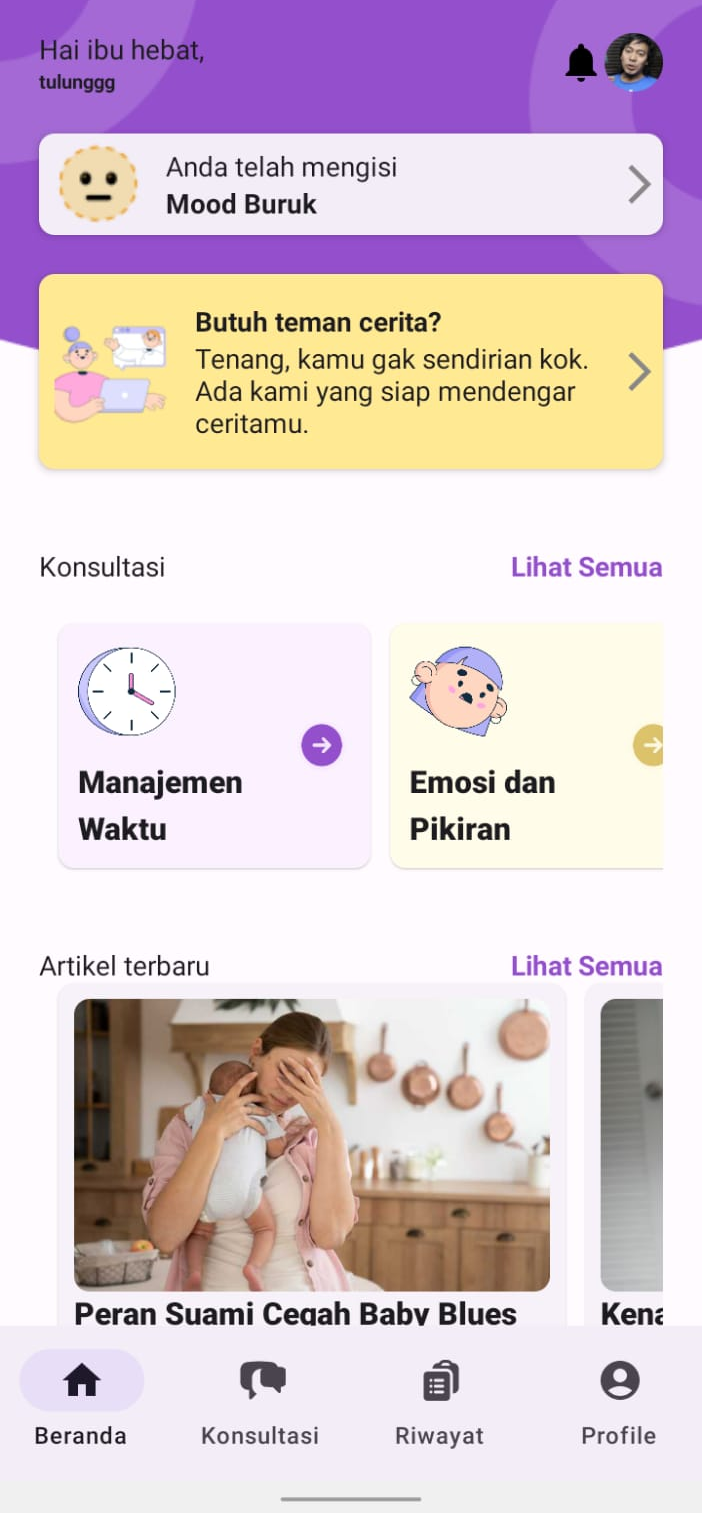 Hai ibu hebat,
tulunggg
Anda telah mengisi
Mood Buruk
Butuh teman cerita?
Tenang, kamu gak sendirian kok.
Ada kami yang siap mendengar
ceritamu.
Konsultasi
Lihat Semua
Manajemen
Waktu
Emosi dan
Pikiran
Artikel terbaru
Lihat Semua
Peran Suami Cegah Baby Blues
Beranda
Konsultasi
Riwayat
Profile